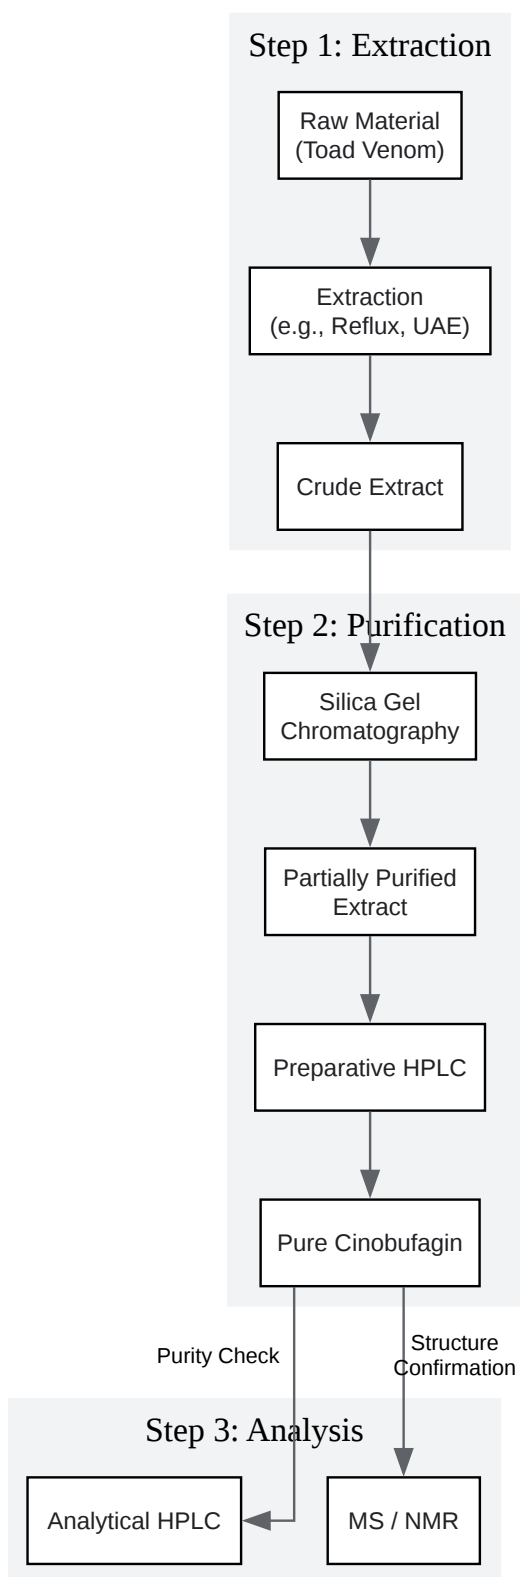 Step 1: Extraction
Raw Material
(Toad Venom)
Extraction
(e.g., Reflux, UAE)
Crude Extract
Step 2: Purification
Silica Gel
Chromatography
Partially Purified
Extract
Preparative HPLC
Pure Cinobufagin
Purity Check
Structure
Confirmation
Step 3: Analysis
Analytical HPLC
MS / NMR